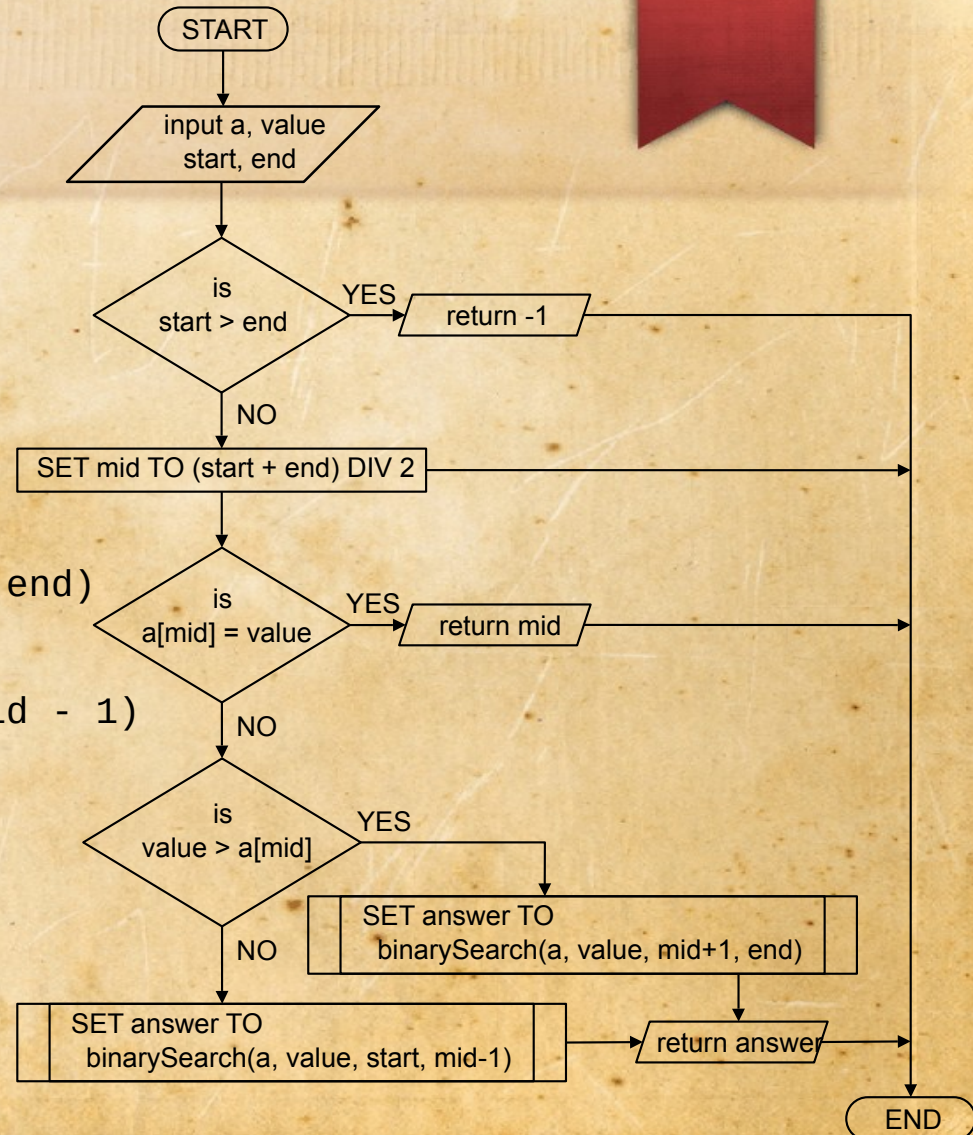 START
input a, value
start, end
is
start > end
YES
return -1
NO
SET mid TO (start + end) DIV 2
end)
is
a[mid] = value
YES
return mid
d - 1)
NO
is
value > a[mid]
YES
SET answer TO
binarySearch(a, value, mid+1, end)
NO
SET answer TO
binarySearch(a, value, start, mid-1)
return answer
END